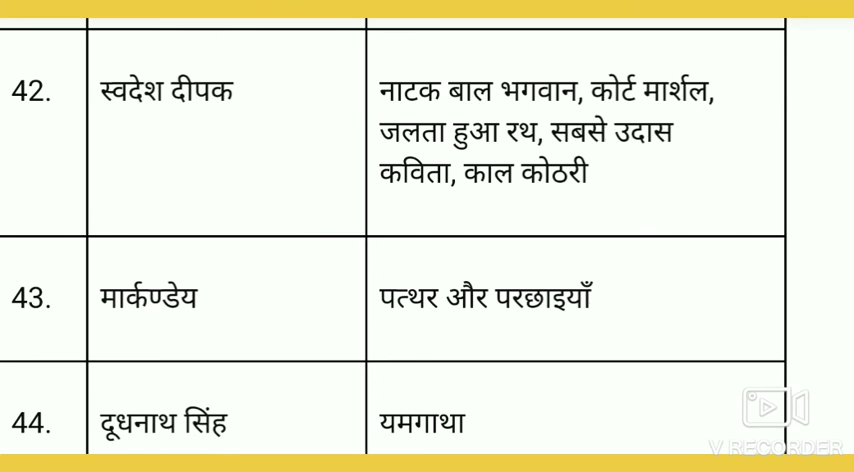 42. स्वदेश दीपक नाटक बाल भगवान, कोर्ट मार्शल,
जलता हुआ रथ, सबसे उदास
कविता, काल कोठरी
43. मार्कण्डेय पत्थर और परछाइयाँ
44. दूधनाथ सिंह यमगाथा
V RECORDER